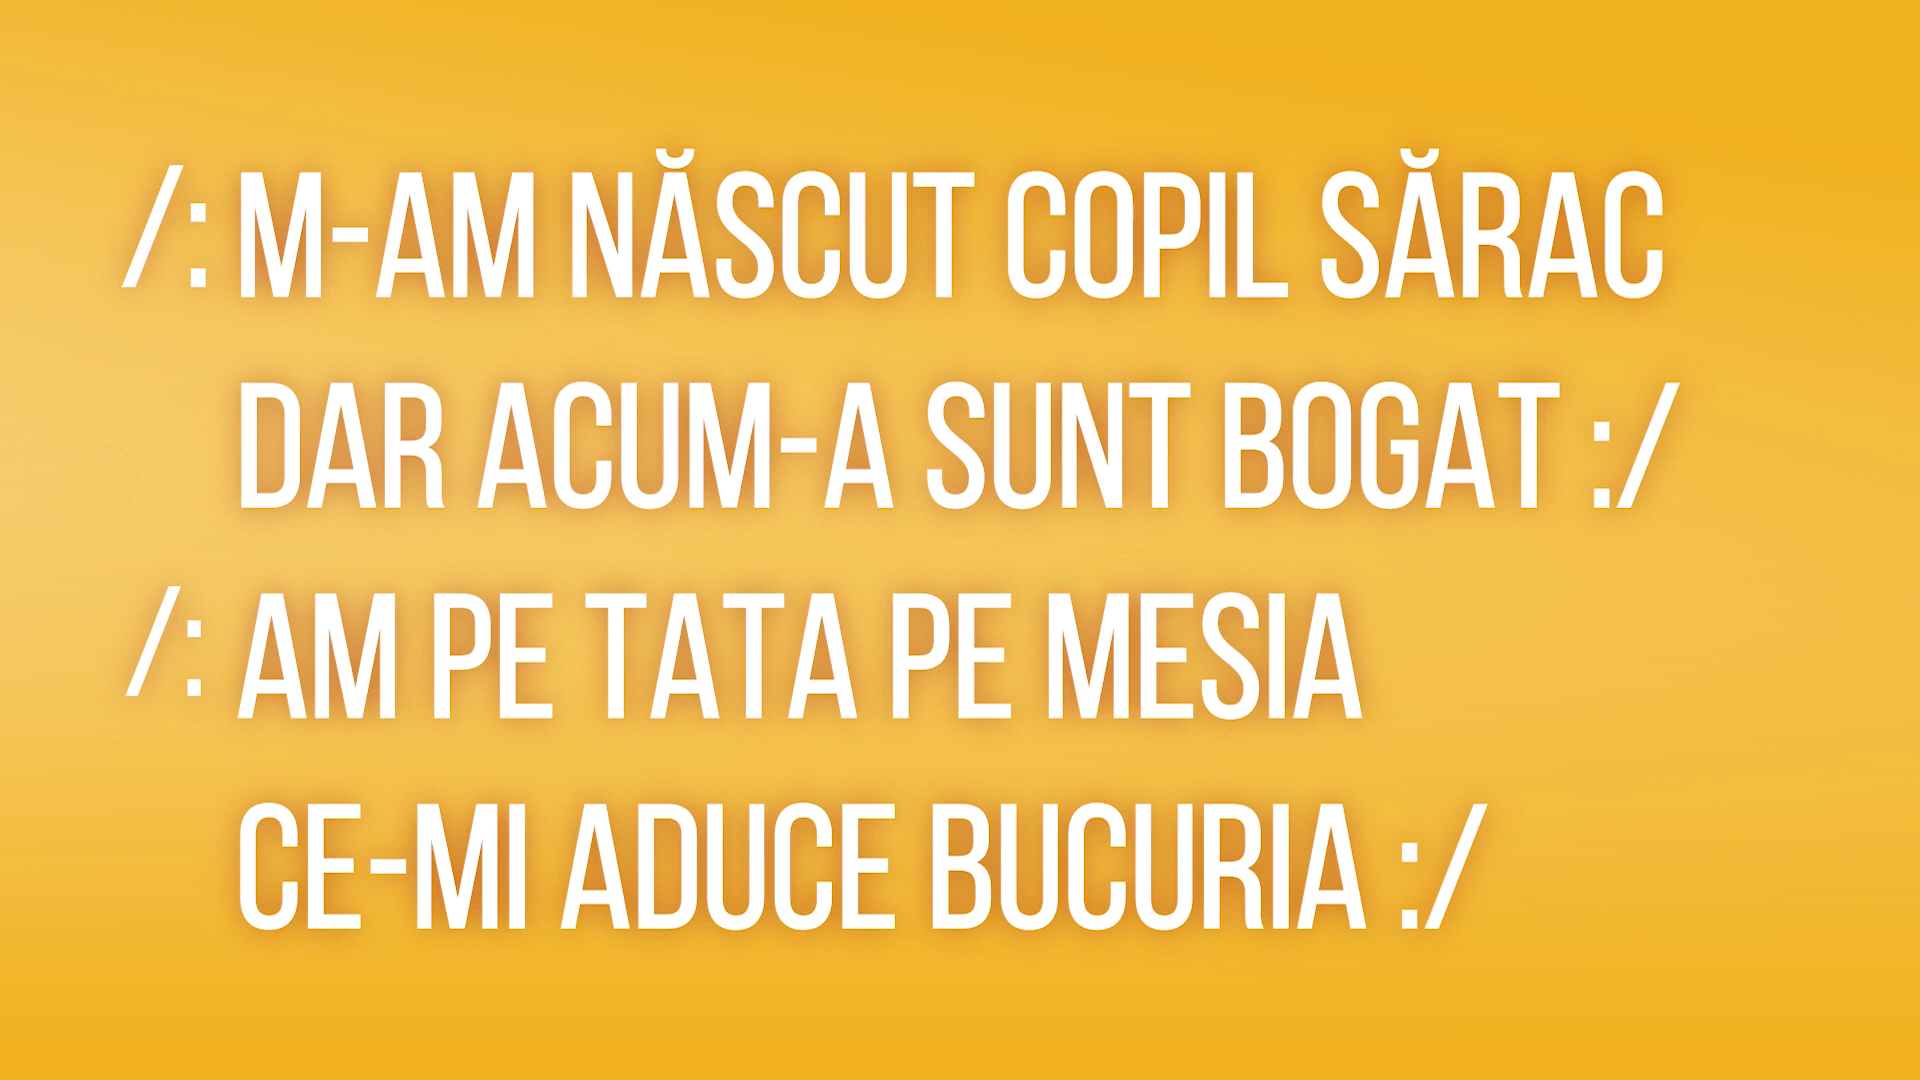 /: M-AM NĂSCUT COPIL SĂRAC
DAR ACUM-A SUNT BOGAT :/
/: AM PE TATA PE MESIA
CE-MI ADUCE BUCURIA :/